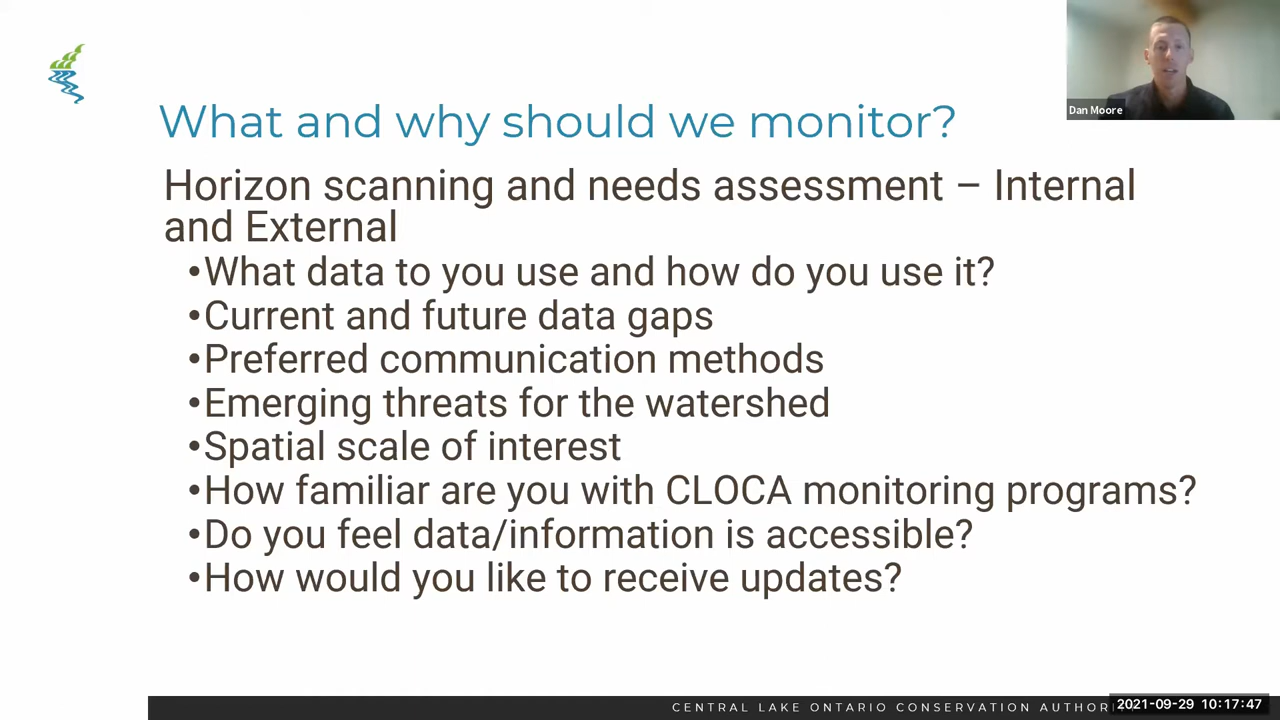 Dan Moore
What and why should we monitor?
Horizon scanning and needs assessment – Internal
and External
•What data to you use and how do you use it?
•Current and future data gaps
•Preferred communication methods
•Emerging threats for the watershed
•Spatial scale of interest
•How familiar are you with CLOCA monitoring programs?
•Do you feel data/information is accessible?
•How would you like to receive updates?
CENTRAL LAKE ONTARIO CONSERVATION AUTHOR
2021-09-29 10:17:47